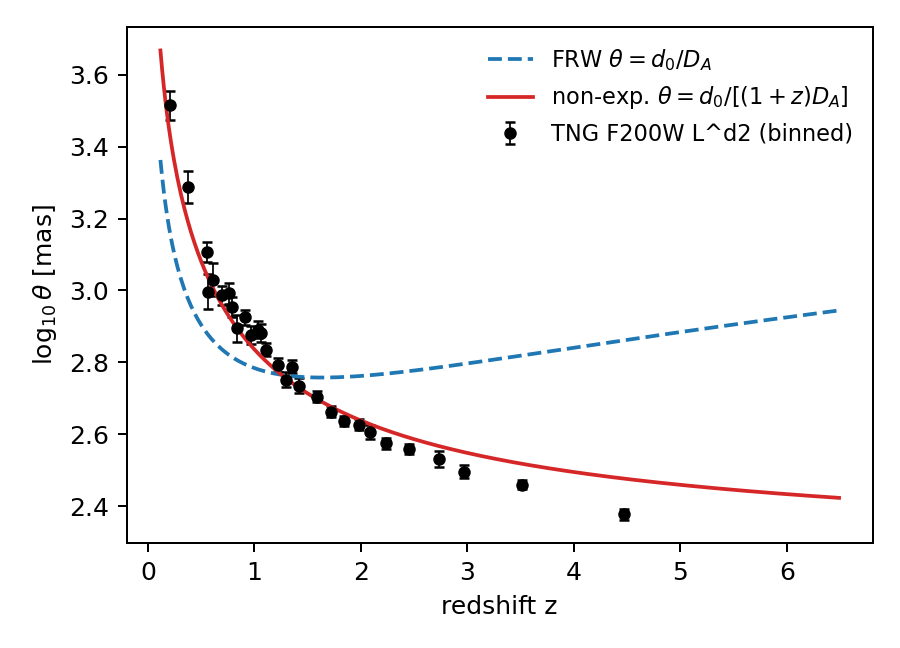 FRW θ = d₀/D_A
non-exp. θ = d₀/[(1 + z)D_A]
TNG F200W L^d2 (binned)
3.6
3.4
3.2
3.0
2.8
2.6
2.4
log₁₀ θ [mas]
0 1 2 3 4 5 6
redshift z